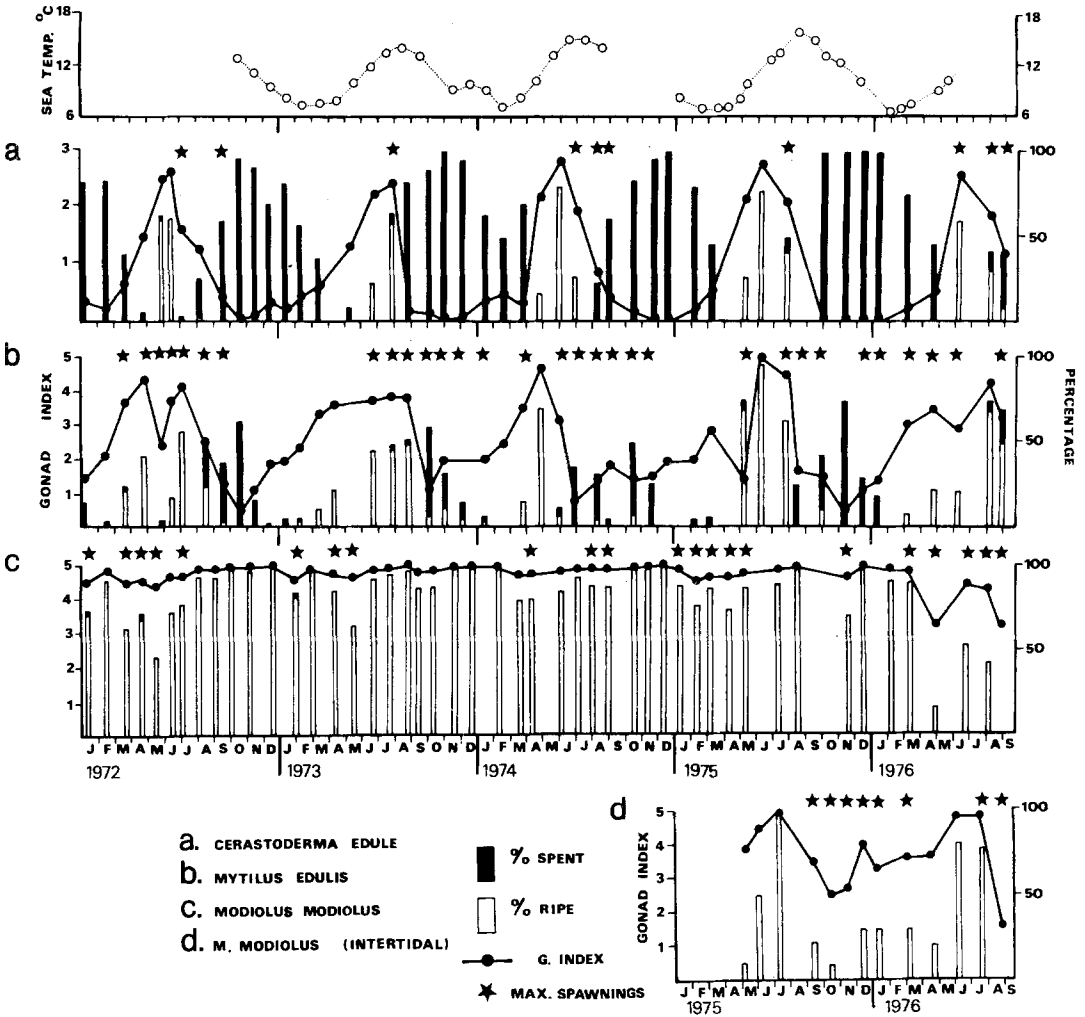 °C
18 18
12 12
6 6
SEA TEMP.
a
3 100
2
50
1
b
5 100
4
3
50
2
1
GONAD INDEX
PERCENTAGE
c
5 100
4
3
50
2
1
J F M A M J J A S O N D J F M A M J J A S O N D J F M A M J J A S O N D J F M A M J J A S O N D J F M A M J J A S
1972 1973 1974 1975 1976
d
5 100
4
3
50
2
1
GONAD INDEX
J F M A M J J A S O N D J F M A M J J A S
1975 1976
a. CERASTODERMA EDULE
b. MYTILUS EDULIS
c. MODIOLUS MODIOLUS
d. M. MODIOLUS (INTERTIDAL)
% SPENT
% RIPE
G. INDEX
MAX. SPAWNINGS